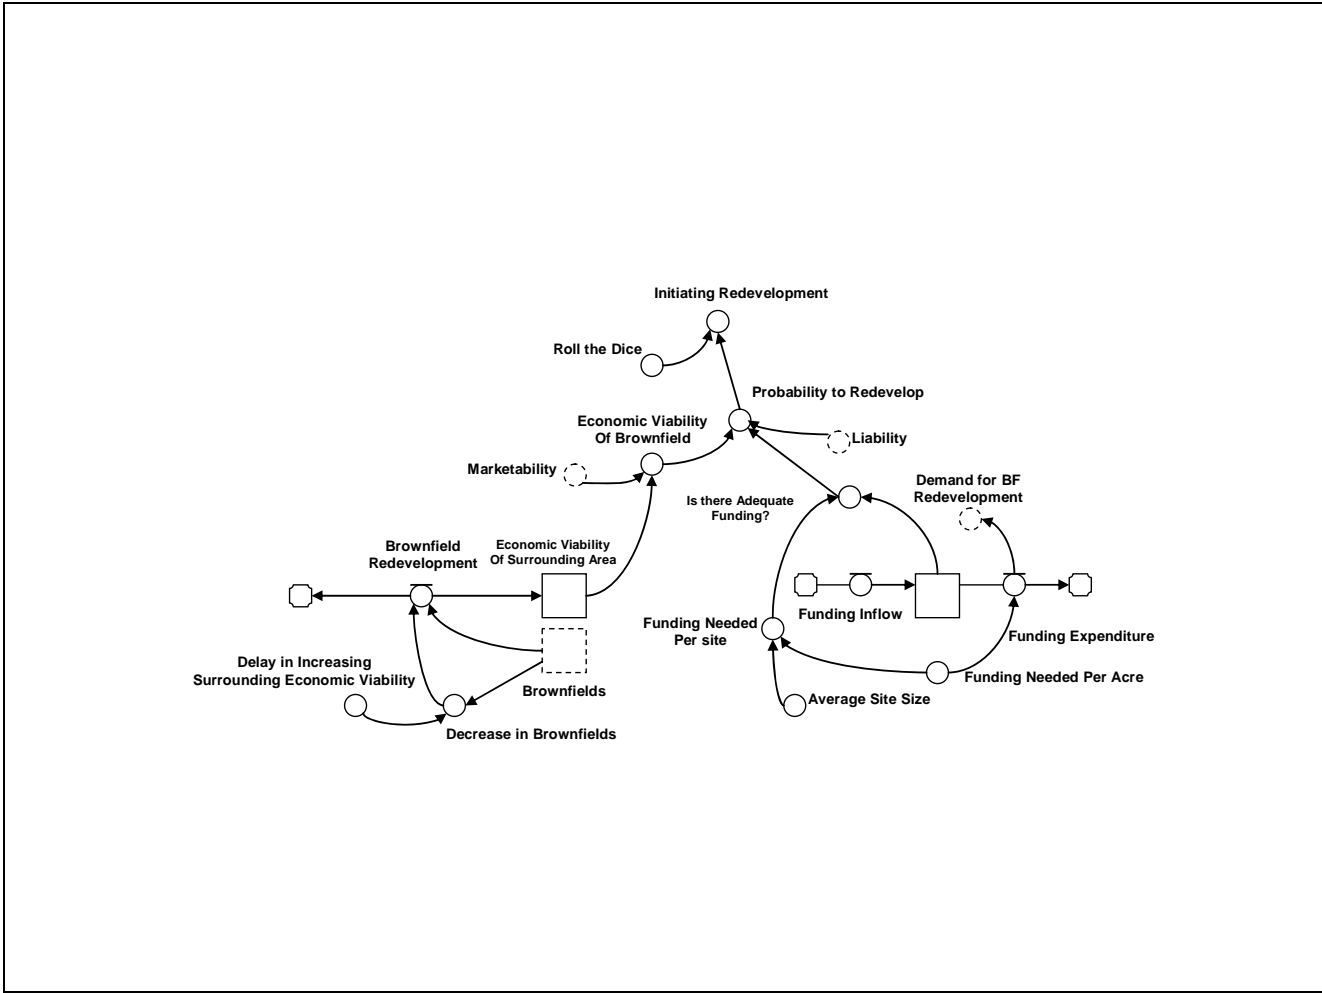 Initiating Redevelopment
Roll the Dice
Probability to Redevelop
Economic Viability
Of Brownfield
Liability
Marketability
Demand for BF
Redevelopment
Is there Adequate
Funding?
Brownfield
Redevelopment
Economic Viability
Of Surrounding Area
Funding Inflow
Funding Needed
Per site
Funding Expenditure
Delay in Increasing
Surrounding Economic Viability
Funding Needed Per Acre
Brownfields
Average Site Size
Decrease in Brownfields